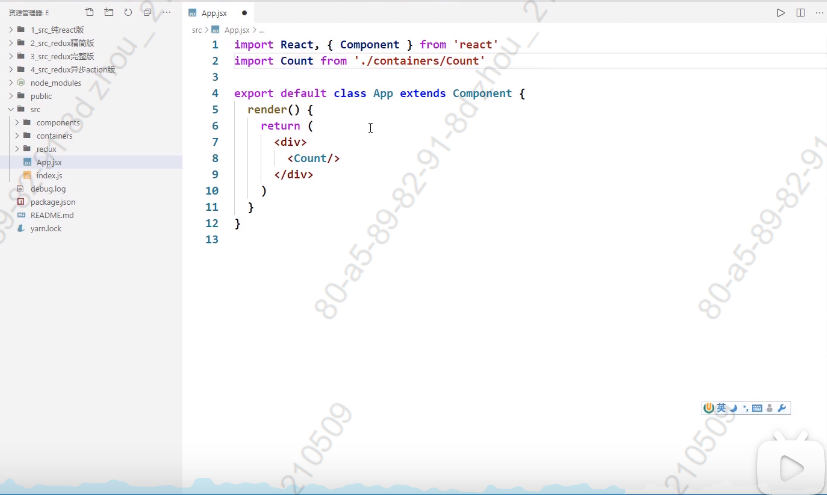 资源管理器: E
1_src_纯react版
2_src_redux精简版
3_src_redux完整版
4_src_redux异步action版
node_modules
public
src
components
containers
redux
App.jsx
index.js
debug.log
package.json
README.md
yarn.lock
App.jsx
src > App.jsx > ...
1 import React, { Component } from 'react'
2 import Count from './containers/Count'
3
4 export default class App extends Component {
5 render() {
6 return (
7 <div>
8 <Count/>
9 </div>
10 )
11 }
12 }
13
英
80-a5-89-82-91-8d zhou_
80-a5-89-82-91-8dzhou_2
80-a5-89-82-91
210509
210509